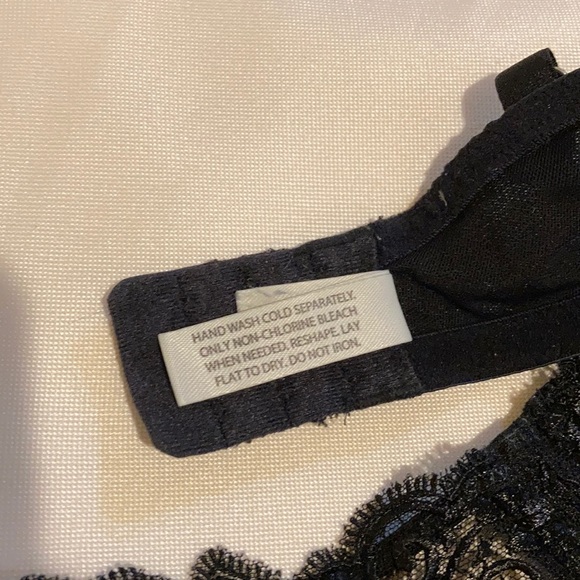 HAND WASH COLD SEPARATELY.
ONLY NON-CHLORINE BLEACH
WHEN NEEDED. RESHAPE. LAY
FLAT TO DRY. DO NOT IRON.